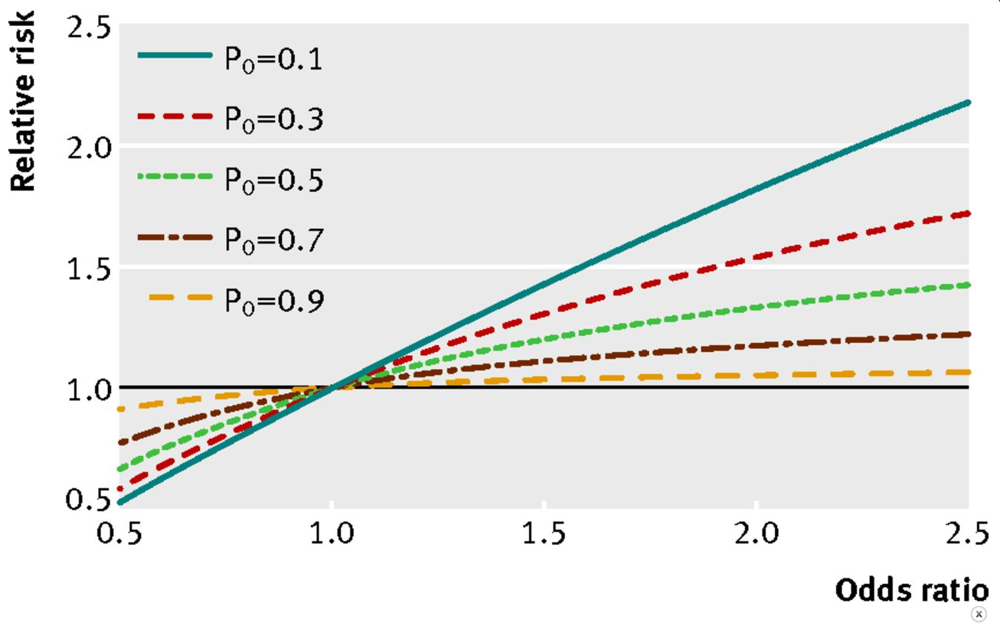 Relative risk
2.5
2.0
1.5
1.0
0.5
P₀=0.1
P₀=0.3
P₀=0.5
P₀=0.7
P₀=0.9
0.5 1.0 1.5 2.0 2.5
Odds ratio
x